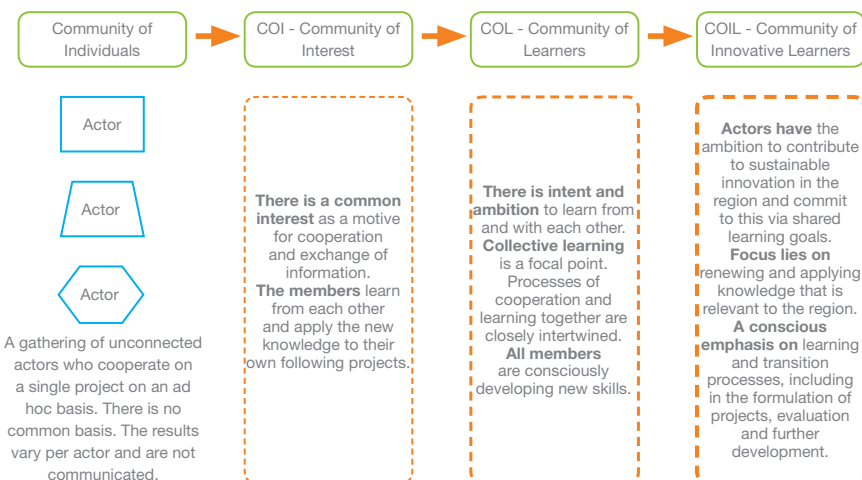 Community of
Individuals
COI - Community of
Interest
COL - Community of
Learners
COIL - Community of
Innovative Learners
Actor
Actor
Actor
A gathering of unconnected
actors who cooperate on
a single project on an ad
hoc basis. There is no
common basis. The results
vary per actor and are not
communicated.
There is a common
interest as a motive
for cooperation
and exchange of
information.
The members learn
from each other
and apply the new
knowledge to their
own following projects.
There is intent and
ambition to learn from
and with each other.
Collective learning
is a focal point.
Processes of
cooperation and
learning together are
closely intertwined.
All members
are consciously
developing new skills.
Actors have the
ambition to contribute
to sustainable
innovation in the
region and commit
to this via shared
learning goals.
Focus lies on
renewing and applying
knowledge that is
relevant to the region.
A conscious
emphasis on learning
and transition
processes, including
in the formulation of
projects, evaluation
and further
development.